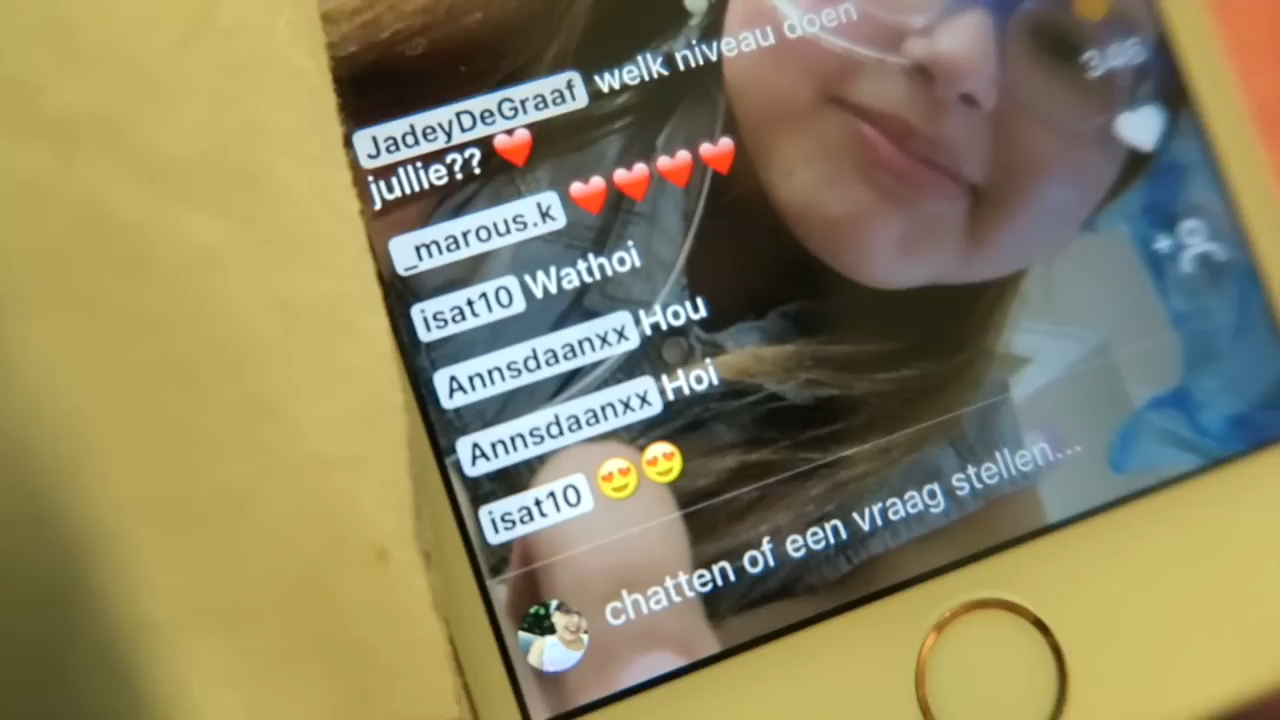 JadeyDeGraaf welk niveau doen
jullie?? ❤️
_marous.k ❤️❤️❤️❤️
isat10 Wathoi
Annsdaanxx Hou
Annsdaanxx Hoi
isat10 😍😍
chatten of een vraag stellen...